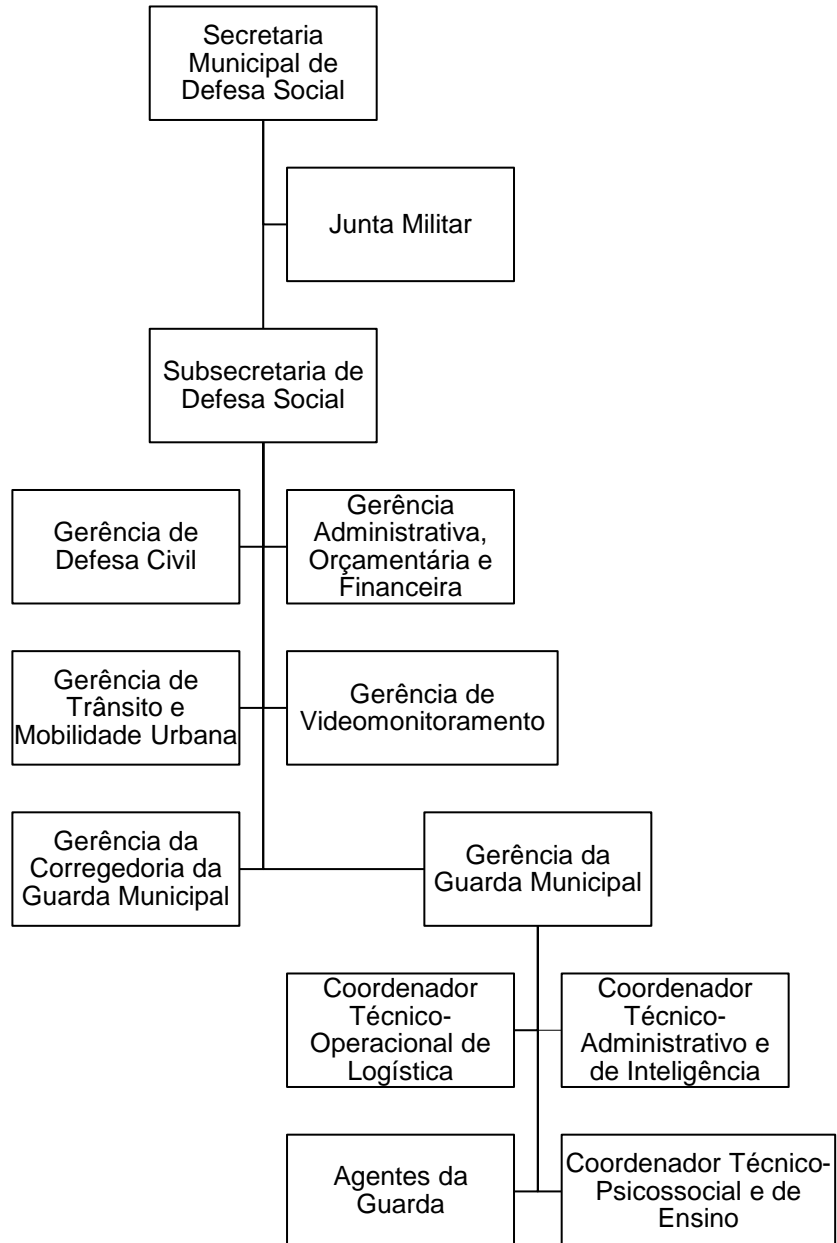 Secretaria
Municipal de
Defesa Social
Junta Militar
Subsecretaria de
Defesa Social
Gerência de
Defesa Civil
Gerência
Administrativa,
Orçamentária e
Financeira
Gerência de
Trânsito e
Mobilidade Urbana
Gerência de
Videomonitoramento
Gerência da
Corregedoria da
Guarda Municipal
Gerência da
Guarda Municipal
Coordenador
Técnico-
Operacional de
Logística
Coordenador
Técnico-
Administrativo e
de Inteligência
Agentes da
Guarda
Coordenador Técnico-
Psicossocial e de
Ensino